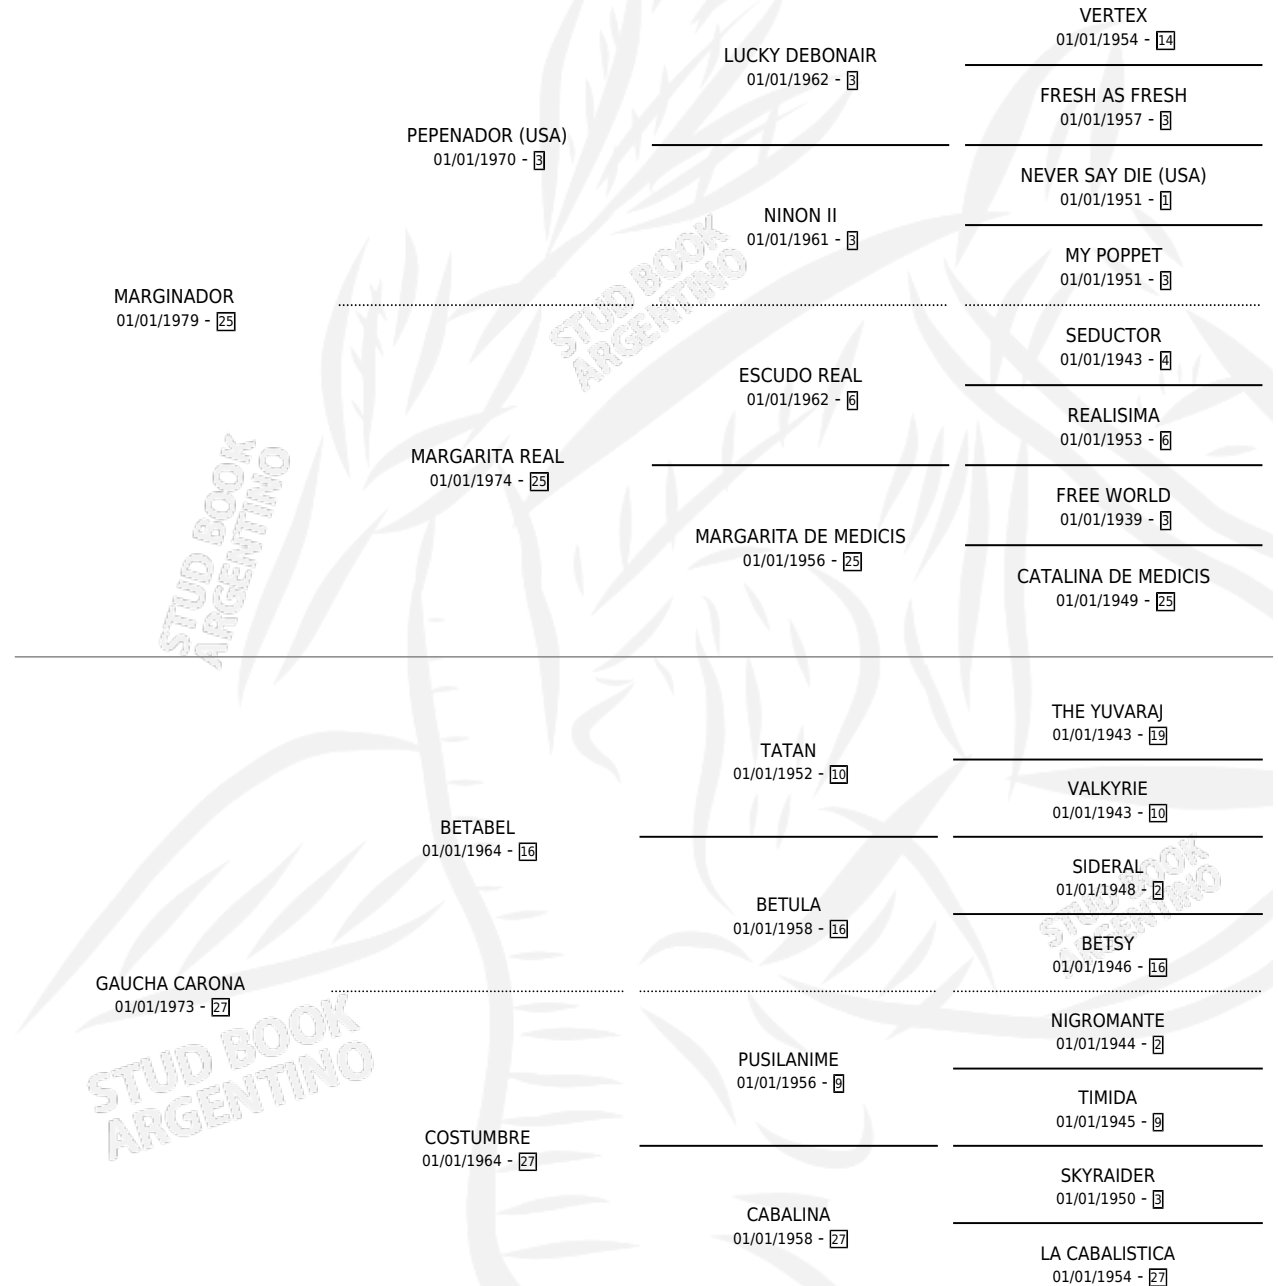 VERTEX
01/01/1954 - 14
LUCKY DEBONAIR
01/01/1962 - 3
FRESH AS FRESH
01/01/1957 - 3
PEPENADOR (USA)
01/01/1970 - 3
NEVER SAY DIE (USA)
01/01/1951 - 1
NINON II
01/01/1961 - 3
MY POPPET
01/01/1951 - 3
MARGINADOR
01/01/1979 - 25
SEDUCTOR
01/01/1943 - 4
ESCUDO REAL
01/01/1962 - 6
REALISIMA
01/01/1953 - 6
MARGARITA REAL
01/01/1974 - 25
FREE WORLD
01/01/1939 - 3
MARGARITA DE MEDICIS
01/01/1956 - 25
CATALINA DE MEDICIS
01/01/1949 - 25
THE YUVARAJ
01/01/1943 - 19
TATAN
01/01/1952 - 10
VALKYRIE
01/01/1943 - 10
BETABEL
01/01/1964 - 16
SIDERAL
01/01/1948 - 2
BETULA
01/01/1958 - 16
BETSY
01/01/1946 - 16
GAUCHA CARONA
01/01/1973 - 27
NIGROMANTE
01/01/1944 - 2
PUSILANIME
01/01/1956 - 9
TIMIDA
01/01/1945 - 9
COSTUMBRE
01/01/1964 - 27
SKYRAIDER
01/01/1950 - 3
CABALINA
01/01/1958 - 27
LA CABALISTICA
01/01/1954 - 27
STUD BOOK
ARGENTINO
STUD BOOK
ARGENTINO
STUD BOOK
ARGENTINO
STUD BOOK
ARGENTINO